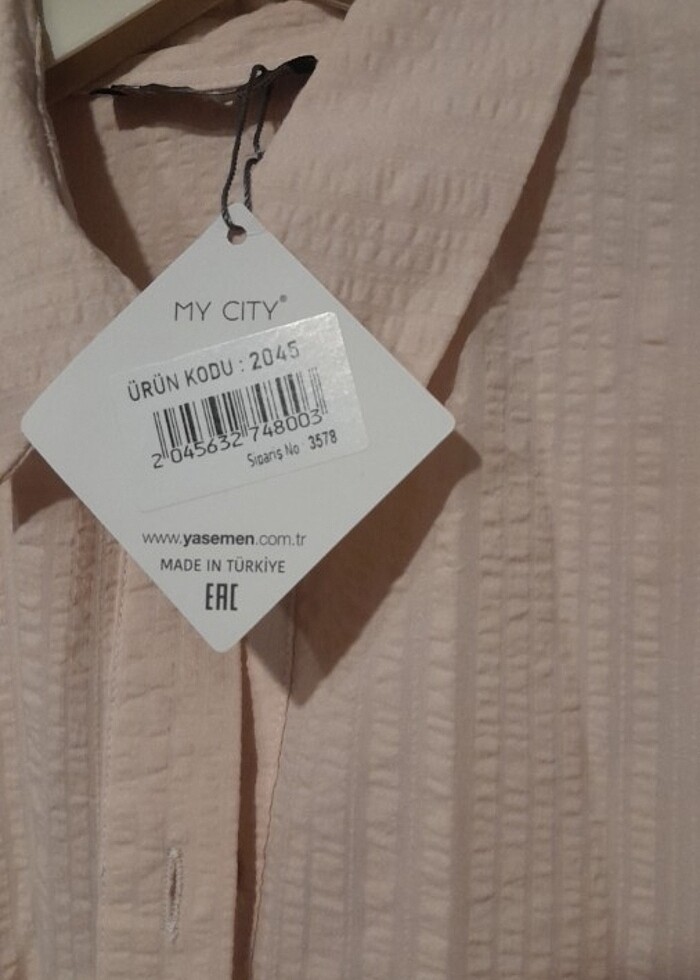 MY CITY®
ÜRÜN KODU : 2045
2 045632 748003
Sipariş No 3578
www.yasemen.com.tr
MADE IN TÜRKİYE
EAC